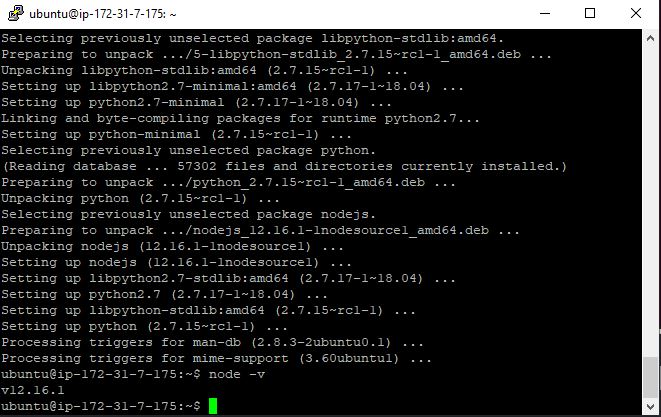 ubuntu@ip-172-31-7-175: ~
Selecting previously unselected package libpython-stdlib:amd64.
Preparing to unpack .../5-libpython-stdlib_2.7.15~rc1-1_amd64.deb ...
Unpacking libpython-stdlib:amd64 (2.7.15~rc1-1) ...
Setting up libpython2.7-minimal:amd64 (2.7.17-1~18.04) ...
Setting up python2.7-minimal (2.7.17-1~18.04) ...
Linking and byte-compiling packages for runtime python2.7...
Setting up python-minimal (2.7.15~rc1-1) ...
Selecting previously unselected package python.
(Reading database ... 57302 files and directories currently installed.)
Preparing to unpack .../python_2.7.15~rc1-1_amd64.deb ...
Unpacking python (2.7.15~rc1-1) ...
Selecting previously unselected package nodejs.
Preparing to unpack .../nodejs_12.16.1-1nodesource1_amd64.deb ...
Unpacking nodejs (12.16.1-1nodesource1) ...
Setting up nodejs (12.16.1-1nodesource1) ...
Setting up libpython2.7-stdlib:amd64 (2.7.17-1~18.04) ...
Setting up python2.7 (2.7.17-1~18.04) ...
Setting up libpython-stdlib:amd64 (2.7.15~rc1-1) ...
Setting up python (2.7.15~rc1-1) ...
Processing triggers for man-db (2.8.3-2ubuntu0.1) ...
Processing triggers for mime-support (3.60ubuntu1) ...
ubuntu@ip-172-31-7-175:~$ node -v
v12.16.1
ubuntu@ip-172-31-7-175:~$